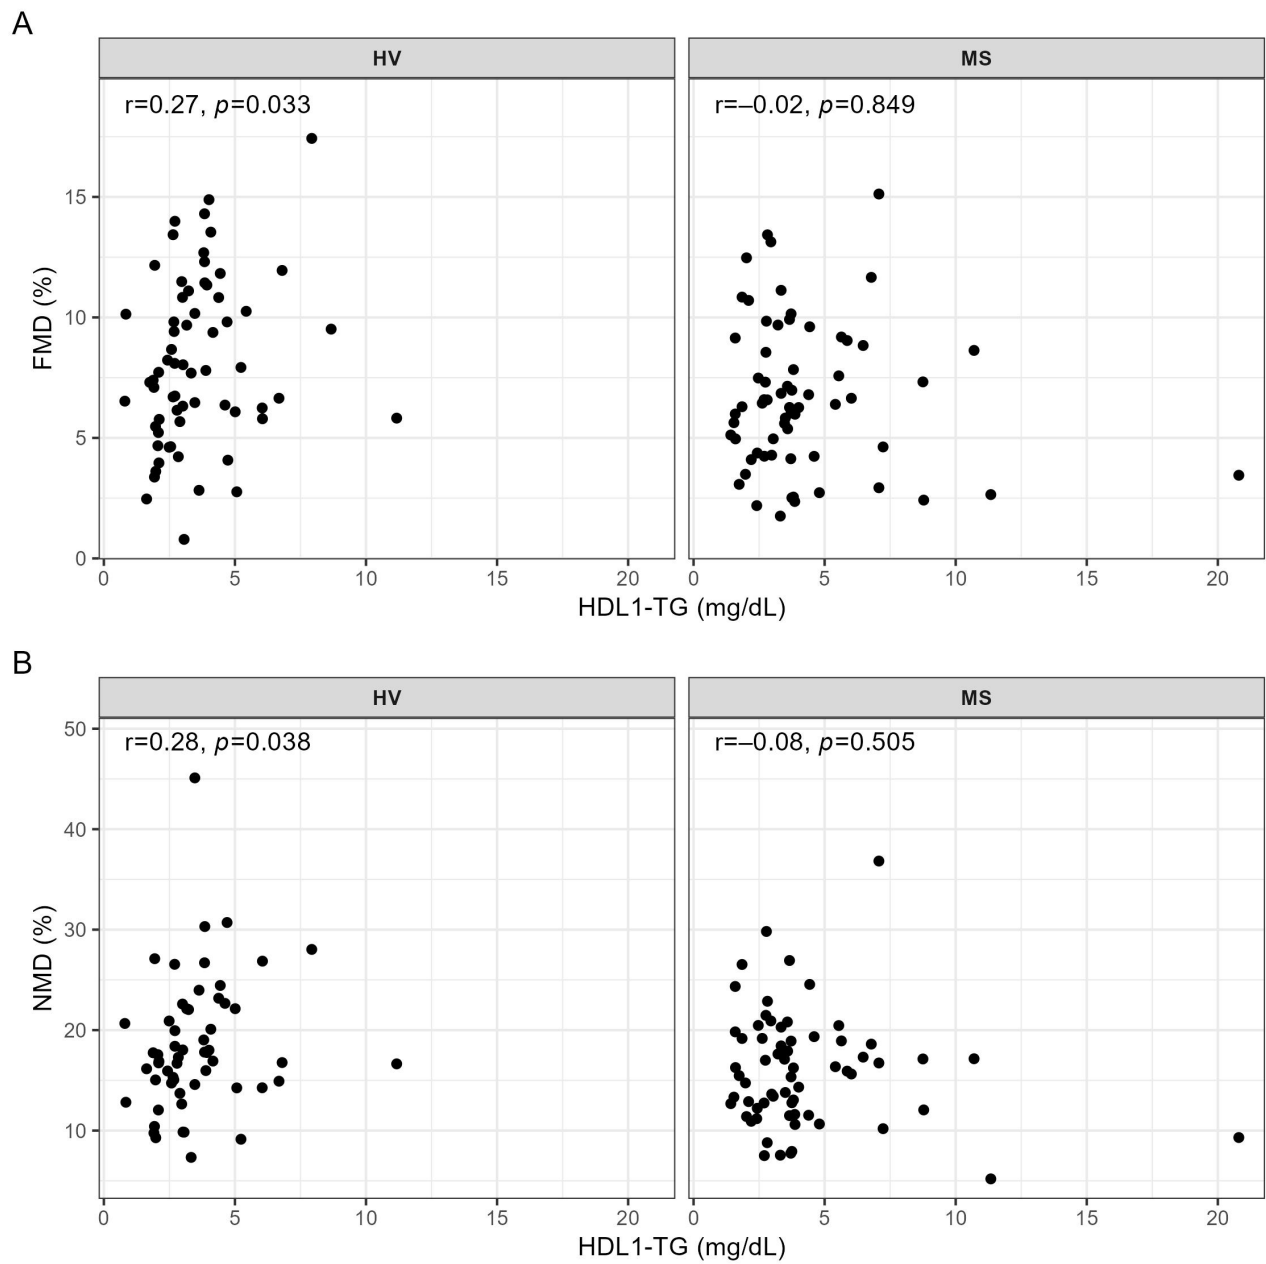 A
HV MS
r=0.27, p=0.033 r=–0.02, p=0.849
15
10
5
0
FMD (%)
0 5 10 15 20 0 5 10 15 20
HDL1-TG (mg/dL)
B
HV MS
50
r=0.28, p=0.038 r=–0.08, p=0.505
40
30
20
10
NMD (%)
0 5 10 15 20 0 5 10 15 20
HDL1-TG (mg/dL)